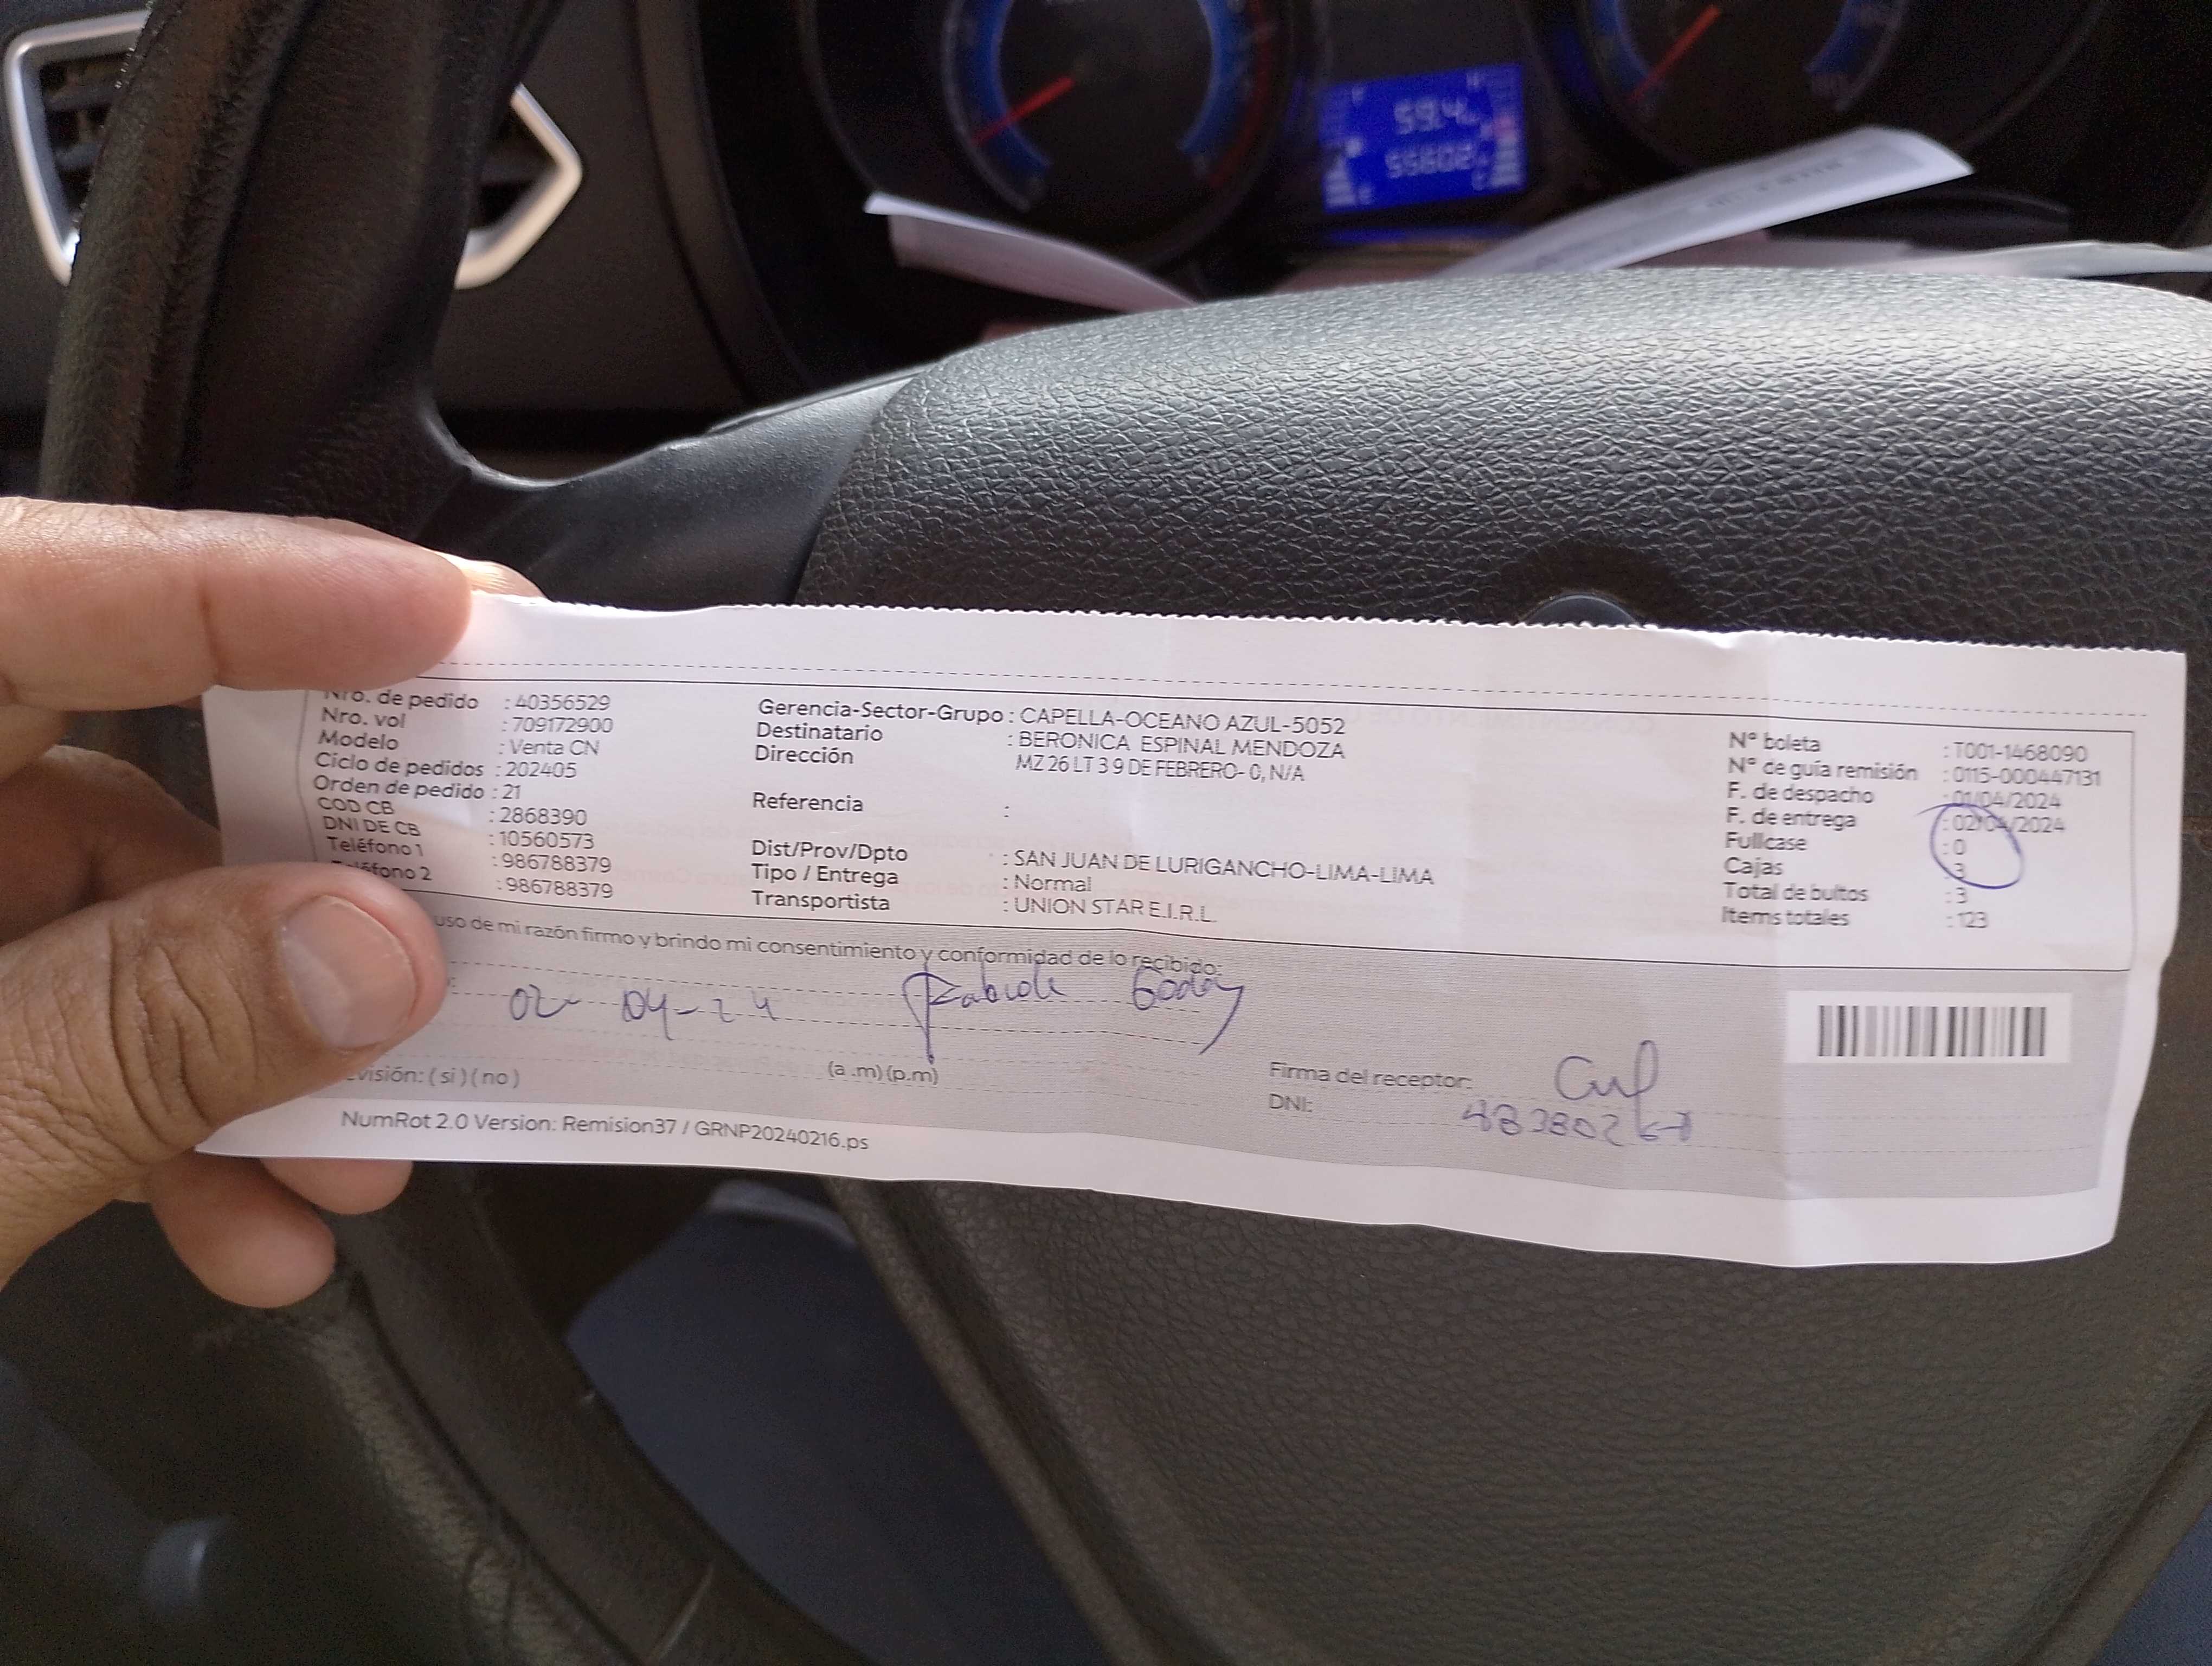 59.4
55608
Nro. de pedido : 40356529
Nro. vol : 709172900
Modelo : Venta CN
Ciclo de pedidos : 202405
Orden de pedido : 21
COD CB : 2868390
DNI DE CB : 10560573
Teléfono 1 : 986788379
Teléfono 2 : 986788379
Gerencia-Sector-Grupo : CAPELLA-OCEANO AZUL-5052
Destinatario : BERONICA ESPINAL MENDOZA
Dirección MZ 26 LT 3 9 DE FEBRERO- 0, N/A
Referencia :
Dist/Prov/Dpto : SAN JUAN DE LURIGANCHO-LIMA-LIMA
Tipo / Entrega : Normal
Transportista : UNION STAR E.I.R.L.
N° boleta : T001-1468090
N° de guía remisión : 0115-000447131
F. de despacho : 01/04/2024
F. de entrega : 02/04/2024
Fullcase : 0
Cajas : 3
Total de bultos : 3
Items totales : 123
uso de mi razón firmo y brindo mi consentimiento y conformidad de lo recibido:
02 - 04 - 24
visión: ( si ) ( no ) (a .m) (p.m)
Firma del receptor:
DNI:
NumRot 2.0 Version: Remision37 / GRNP20240216.ps